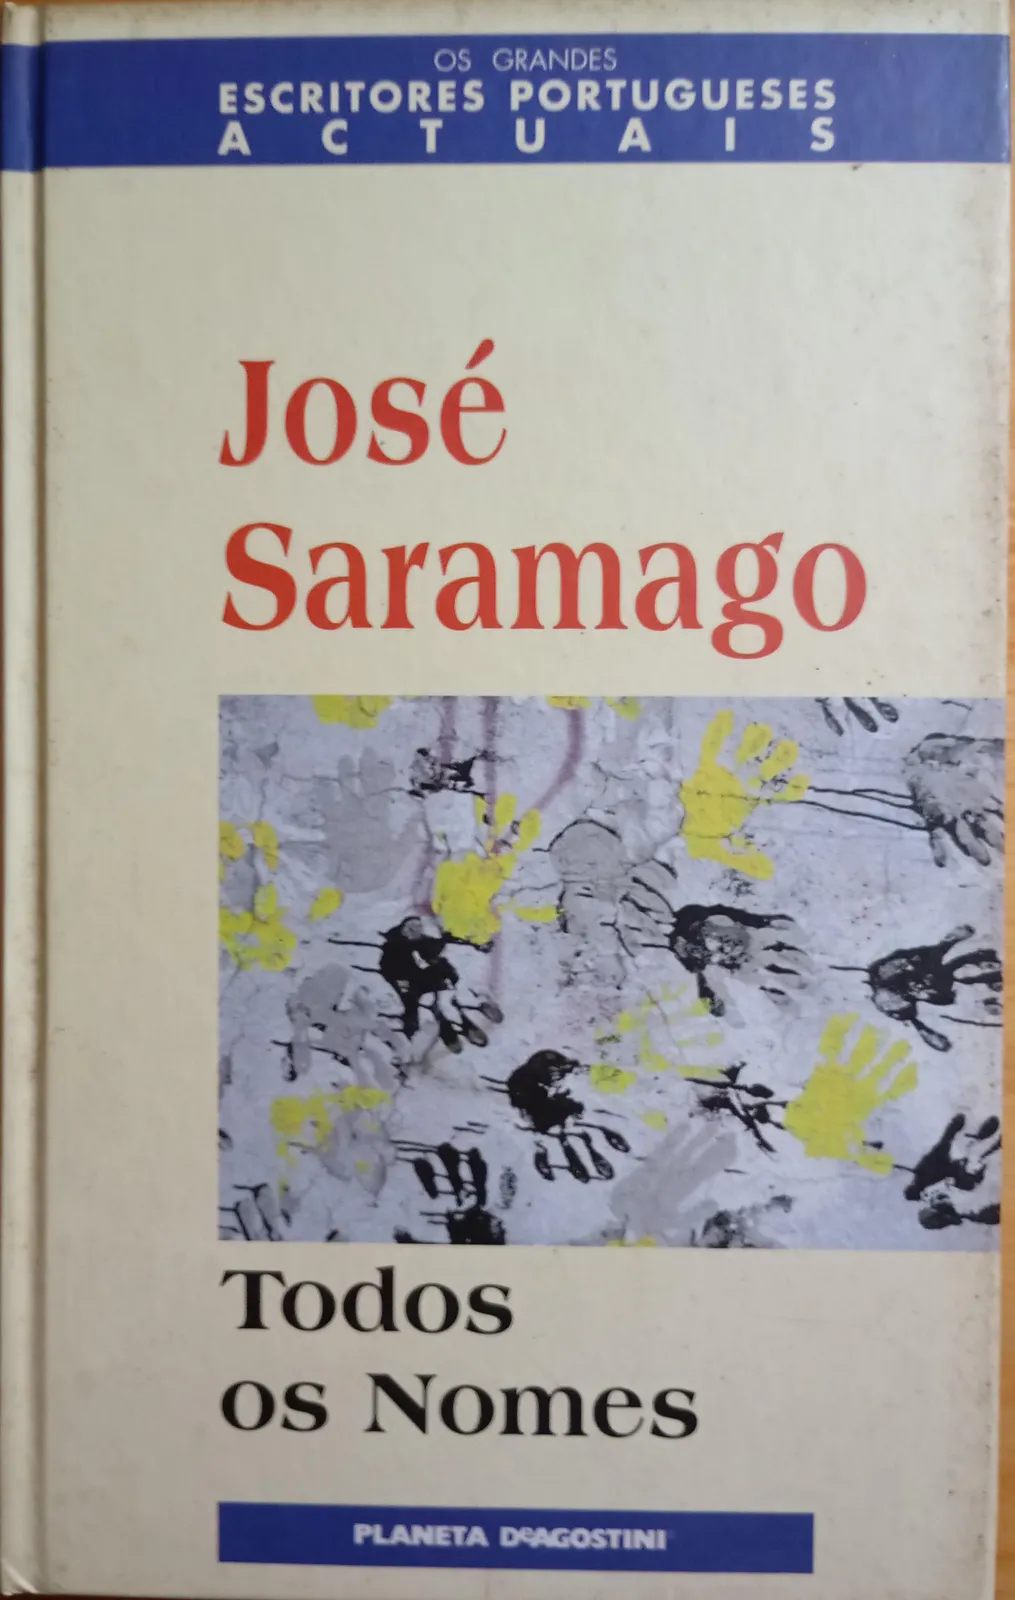 OS GRANDES
ESCRITORES PORTUGUESES
ACTUAIS
José
Saramago
Todos
os Nomes
PLANETA DeAGOSTINI